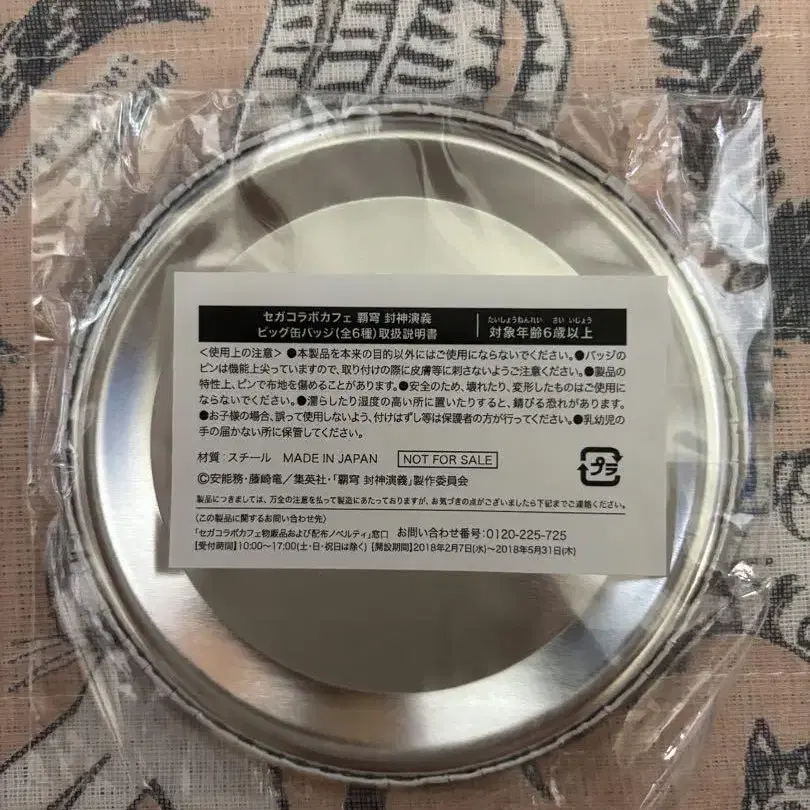 セガコラボカフェ 覇穹 封神演義
ビッグ缶バッジ(全6種)取扱説明書
たいしょうねんれい さい いじょう
対象年齢6歳以上
<使用上の注意> ●本製品を本来の目的以外にはご使用にならないでください。●バッジの
ピンは機能上尖っていますので、取り付けの際に皮膚等に刺さないようご注意ください。●製品の
特性上、ピンで布地を傷めることがあります。●安全のため、壊れたり、変形したものはご使用に
ならないでください。●濡らしたり湿度の高い所に置いたりすると、錆びる恐れがあります。
●お子様の場合、誤って使用しないよう、付けはずし等は保護者の方が行ってください。●乳幼児の
手の届かない所に保管してください。
材質:スチール MADE IN JAPAN NOT FOR SALE
プラ
©安能務・藤崎竜/集英社・「覇穹 封神演義」製作委員会
製品につきましては、万全の注意を払って製造にあたっておりますが、お気づきの点がございましたら下記までご連絡ください。
〈この製品に関するお問い合わせ先〉
「セガコラボカフェ物販品および配布ノベルティ」窓口 お問い合わせ番号:0120-225-725
【受付時間】10:00~17:00(土・日・祝日は除く) 【開設期間】2018年2月7日(水)~2018年5月31日(木)